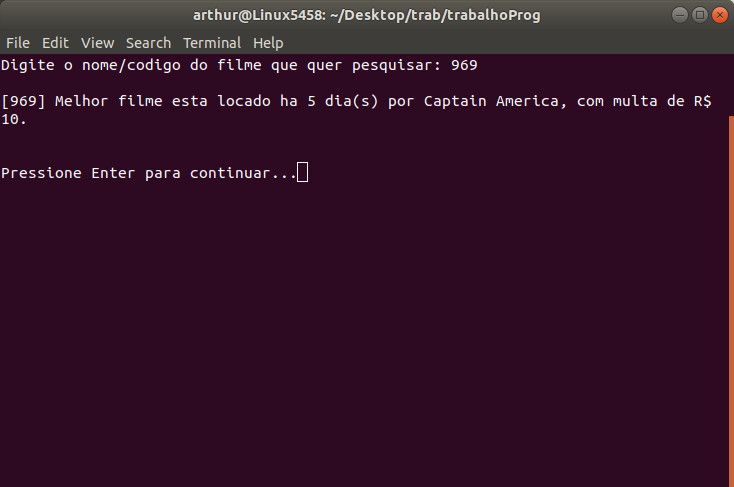 arthur@Linux5458: ~/Desktop/trab/trabalhoProg
File Edit View Search Terminal Help
Digite o nome/codigo do filme que quer pesquisar: 969
[969] Melhor filme esta locado ha 5 dia(s) por Captain America, com multa de R$
10.
Pressione Enter para continuar...